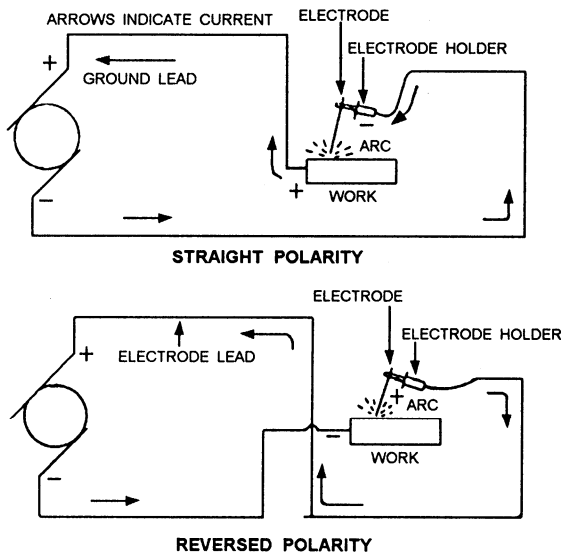 ARROWS INDICATE CURRENT
ELECTRODE
ELECTRODE HOLDER
+
GROUND LEAD
−
ARC
+
WORK
−
STRAIGHT POLARITY
ELECTRODE
ELECTRODE HOLDER
+
ELECTRODE LEAD
+
ARC
−
WORK
−
REVERSED POLARITY